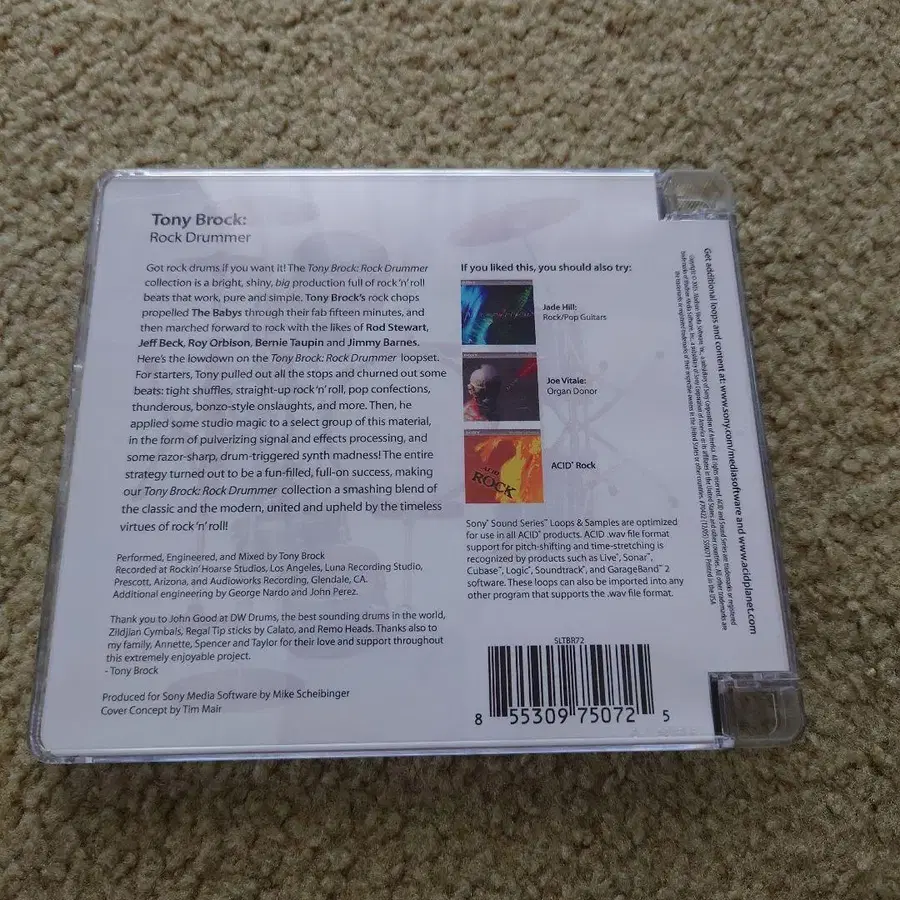 Tony Brock:
Rock Drummer
Got rock drums if you want it! The Tony Brock: Rock Drummer
collection is a bright, shiny, big production full of rock 'n' roll
beats that work, pure and simple. Tony Brock's rock chops
propelled The Babys through their fab fifteen minutes, and
then marched forward to rock with the likes of Rod Stewart,
Jeff Beck, Roy Orbison, Bernie Taupin and Jimmy Barnes.
Here's the lowdown on the Tony Brock: Rock Drummer loopset.
For starters, Tony pulled out all the stops and churned out some
beats: tight shuffles, straight-up rock 'n' roll, pop confections,
thunderous, bonzo-style onslaughts, and more. Then, he
applied some studio magic to a select group of this material,
in the form of pulverizing signal and effects processing, and
some razor-sharp, drum-triggered synth madness! The entire
strategy turned out to be a fun-filled, full-on success, making
our Tony Brock: Rock Drummer collection a smashing blend of
the classic and the modern, united and upheld by the timeless
virtues of rock 'n' roll!
Performed, Engineered, and Mixed by Tony Brock
Recorded at Rockin' Hoarse Studios, Los Angeles, Luna Recording Studio,
Prescott, Arizona, and Audioworks Recording, Glendale, CA.
Additional engineering by George Nardo and John Perez.
Thank you to John Good at DW Drums, the best sounding drums in the world,
Zildjian Cymbals, Regal Tip sticks by Calato, and Remo Heads. Thanks also to
my family, Annette, Spencer and Taylor for their love and support throughout
this extremely enjoyable project.
- Tony Brock
Produced for Sony Media Software by Mike Scheibinger
Cover Concept by Tim Mair
If you liked this, you should also try:
Jade Hill:
Rock/Pop Guitars
Joe Vitale:
Organ Donor
ACID
ROCK
ACID® Rock
Sony® Sound Series™ Loops & Samples are optimized
for use in all ACID® products. ACID .wav file format
support for pitch-shifting and time-stretching is
recognized by products such as Live®, Sonar™,
Cubase™, Logic®, Soundtrack®, and GarageBand™ 2
software. These loops can also be imported into any
other program that supports the .wav file format.
SLTBR72
8 55309 75072 5
Get additional loops and content at: www.sony.com/mediasoftware and www.acidplanet.com